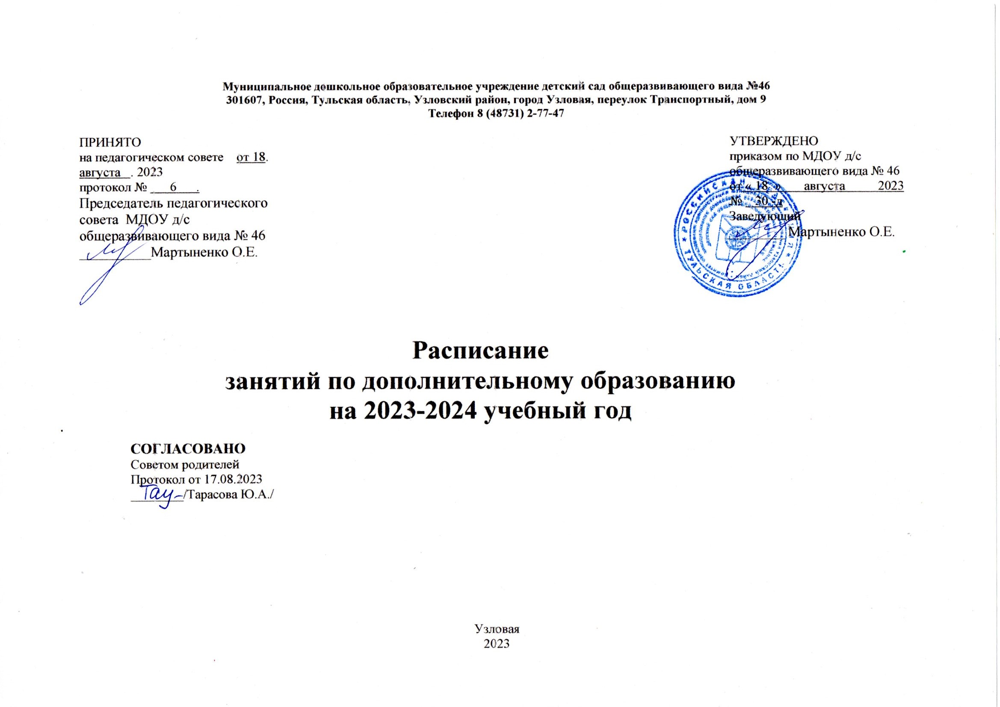 Муниципальное дошкольное образовательное учреждение детский сад общеразвивающего вида №46
301607, Россия, Тульская область, Узловский район, город Узловая, переулок Транспортный, дом 9
Телефон 8 (48731) 2-77-47
ПРИНЯТО
на педагогическом совете от 18.
августа . 2023
протокол № 6 .
Председатель педагогического
совета МДОУ д/с
общеразвивающего вида № 46
Мартыненко О.Е.
УТВЕРЖДЕНО
приказом по МДОУ д/с
общеразвивающего вида № 46
от « 18 » августа 2023
№ 30 -д
Заведующий
Мартыненко О.Е.
РОССИЙСКАЯ ФЕДЕРАЦИЯ
ТУЛЬСКАЯ ОБЛАСТЬ
Расписание
занятий по дополнительному образованию
на 2023-2024 учебный год
СОГЛАСОВАНО
Советом родителей
Протокол от 17.08.2023
/Тарасова Ю.А./
Узловая
2023